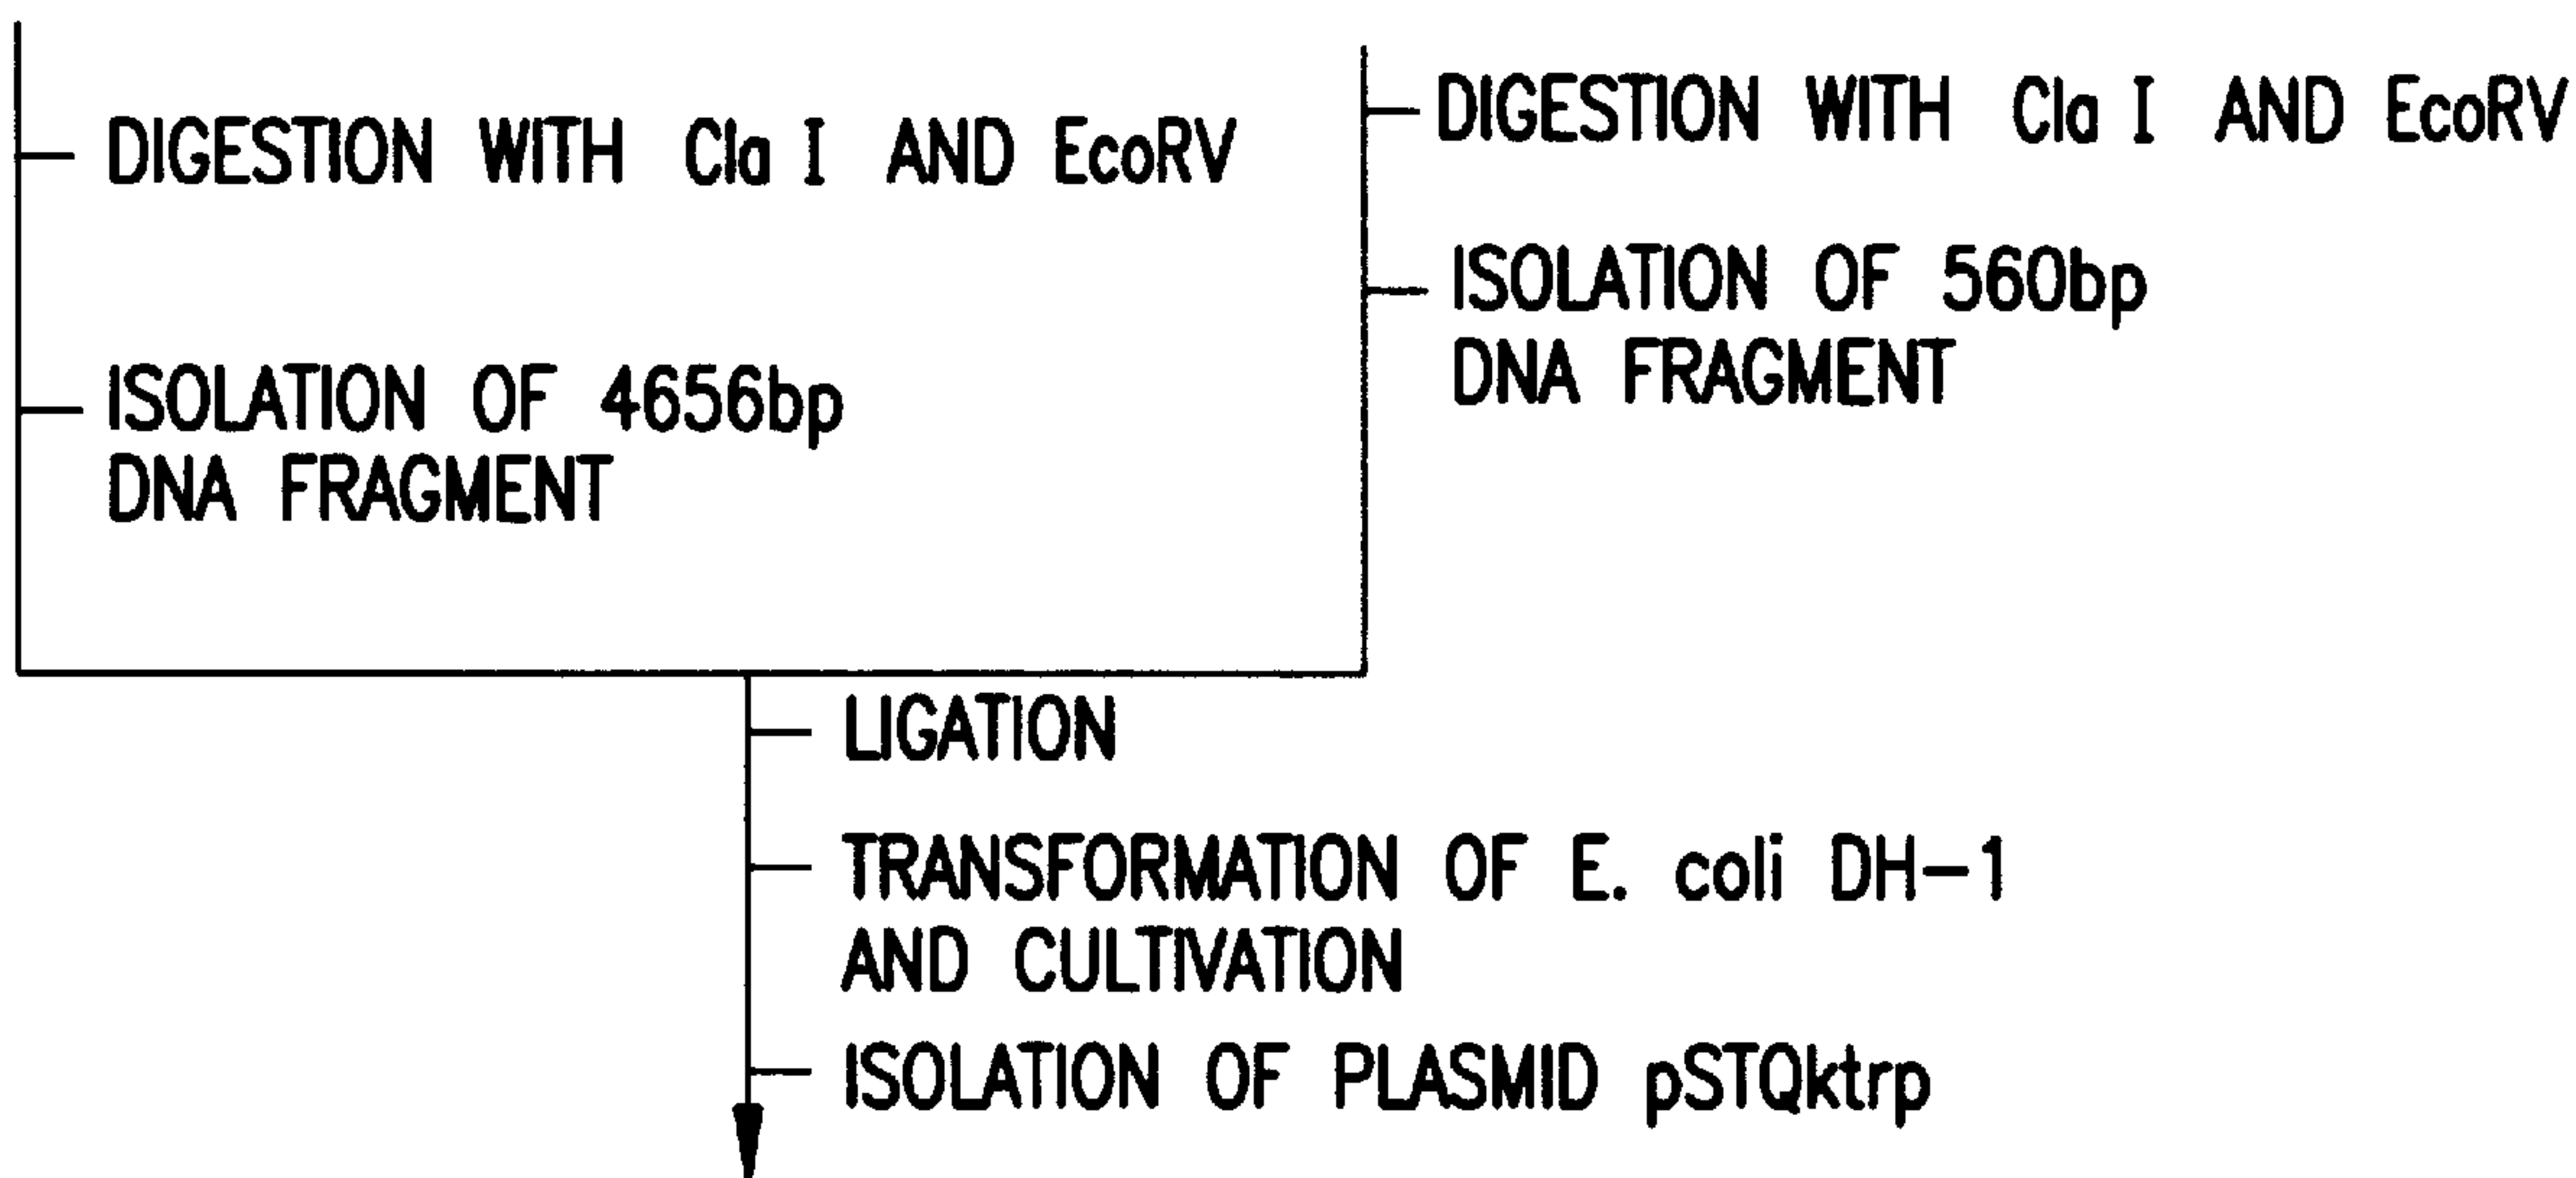 DIGESTION WITH Cla I AND EcoRV
ISOLATION OF 4656bp
DNA FRAGMENT
DIGESTION WITH Cla I AND EcoRV
ISOLATION OF 560bp
DNA FRAGMENT
LIGATION
TRANSFORMATION OF E. coli DH-1
AND CULTIVATION
ISOLATION OF PLASMID pSTQktrp